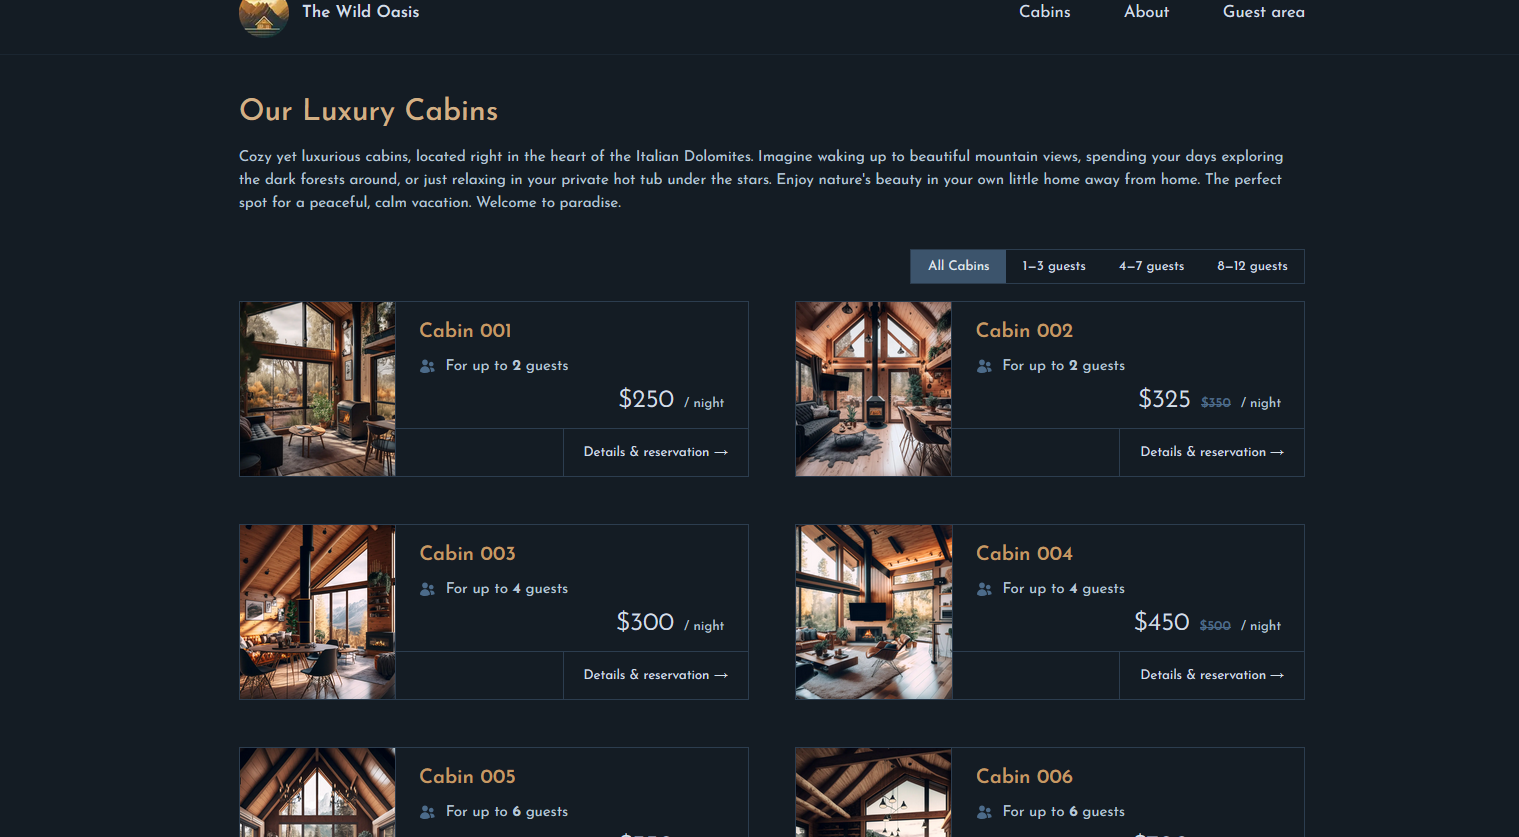 The Wild Oasis
Cabins About Guest area
Our Luxury Cabins
Cozy yet luxurious cabins, located right in the heart of the Italian Dolomites. Imagine waking up to beautiful mountain views, spending your days exploring
the dark forests around, or just relaxing in your private hot tub under the stars. Enjoy nature's beauty in your own little home away from home. The perfect
spot for a peaceful, calm vacation. Welcome to paradise.
All Cabins 1—3 guests 4—7 guests 8—12 guests
Cabin 001
For up to 2 guests
$250 / night
Details & reservation →
Cabin 002
For up to 2 guests
$325 $350 / night
Details & reservation →
Cabin 003
For up to 4 guests
$300 / night
Details & reservation →
Cabin 004
For up to 4 guests
$450 $500 / night
Details & reservation →
Cabin 005
For up to 6 guests
Cabin 006
For up to 6 guests